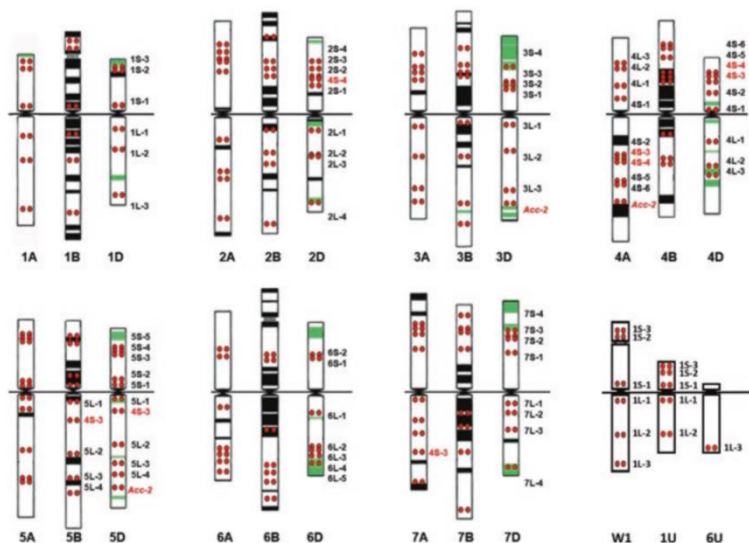 1S-3
1S-2
1S-1
1L-1
1L-2
1L-3
1A 1B 1D
2S-4
2S-3
2S-2
4S-4
2S-1
2L-1
2L-2
2L-3
2L-4
2A 2B 2D
3S-4
3S-3
3S-2
3S-1
3L-1
3L-2
3L-3
Acc-2
3A 3B 3D
4L-3
4L-2
4L-1
4S-1
4S-2
4S-3
4S-4
4S-5
4S-6
Acc-2
4S-6
4S-5
4S-4
4S-3
4S-2
4S-1
4L-1
4L-2
4L-3
4A 4B 4D
5S-5
5S-4
5S-3
5S-2
5S-1
5L-1
4S-3
5L-2
5L-3
5L-4
5L-1
4S-3
5L-2
5L-3
5L-4
Acc-2
5A 5B 5D
6S-2
6S-1
6L-1
6L-2
6L-3
6L-4
6L-5
6A 6B 6D
7S-4
7S-3
7S-2
7S-1
7L-1
7L-2
7L-3
4S-3
7L-4
7A 7B 7D
1S-3
1S-2
1S-1
1L-1
1L-2
1L-3
1S-3
1S-2
1S-1
1L-1
1L-2
1L-3
W1 1U 6U